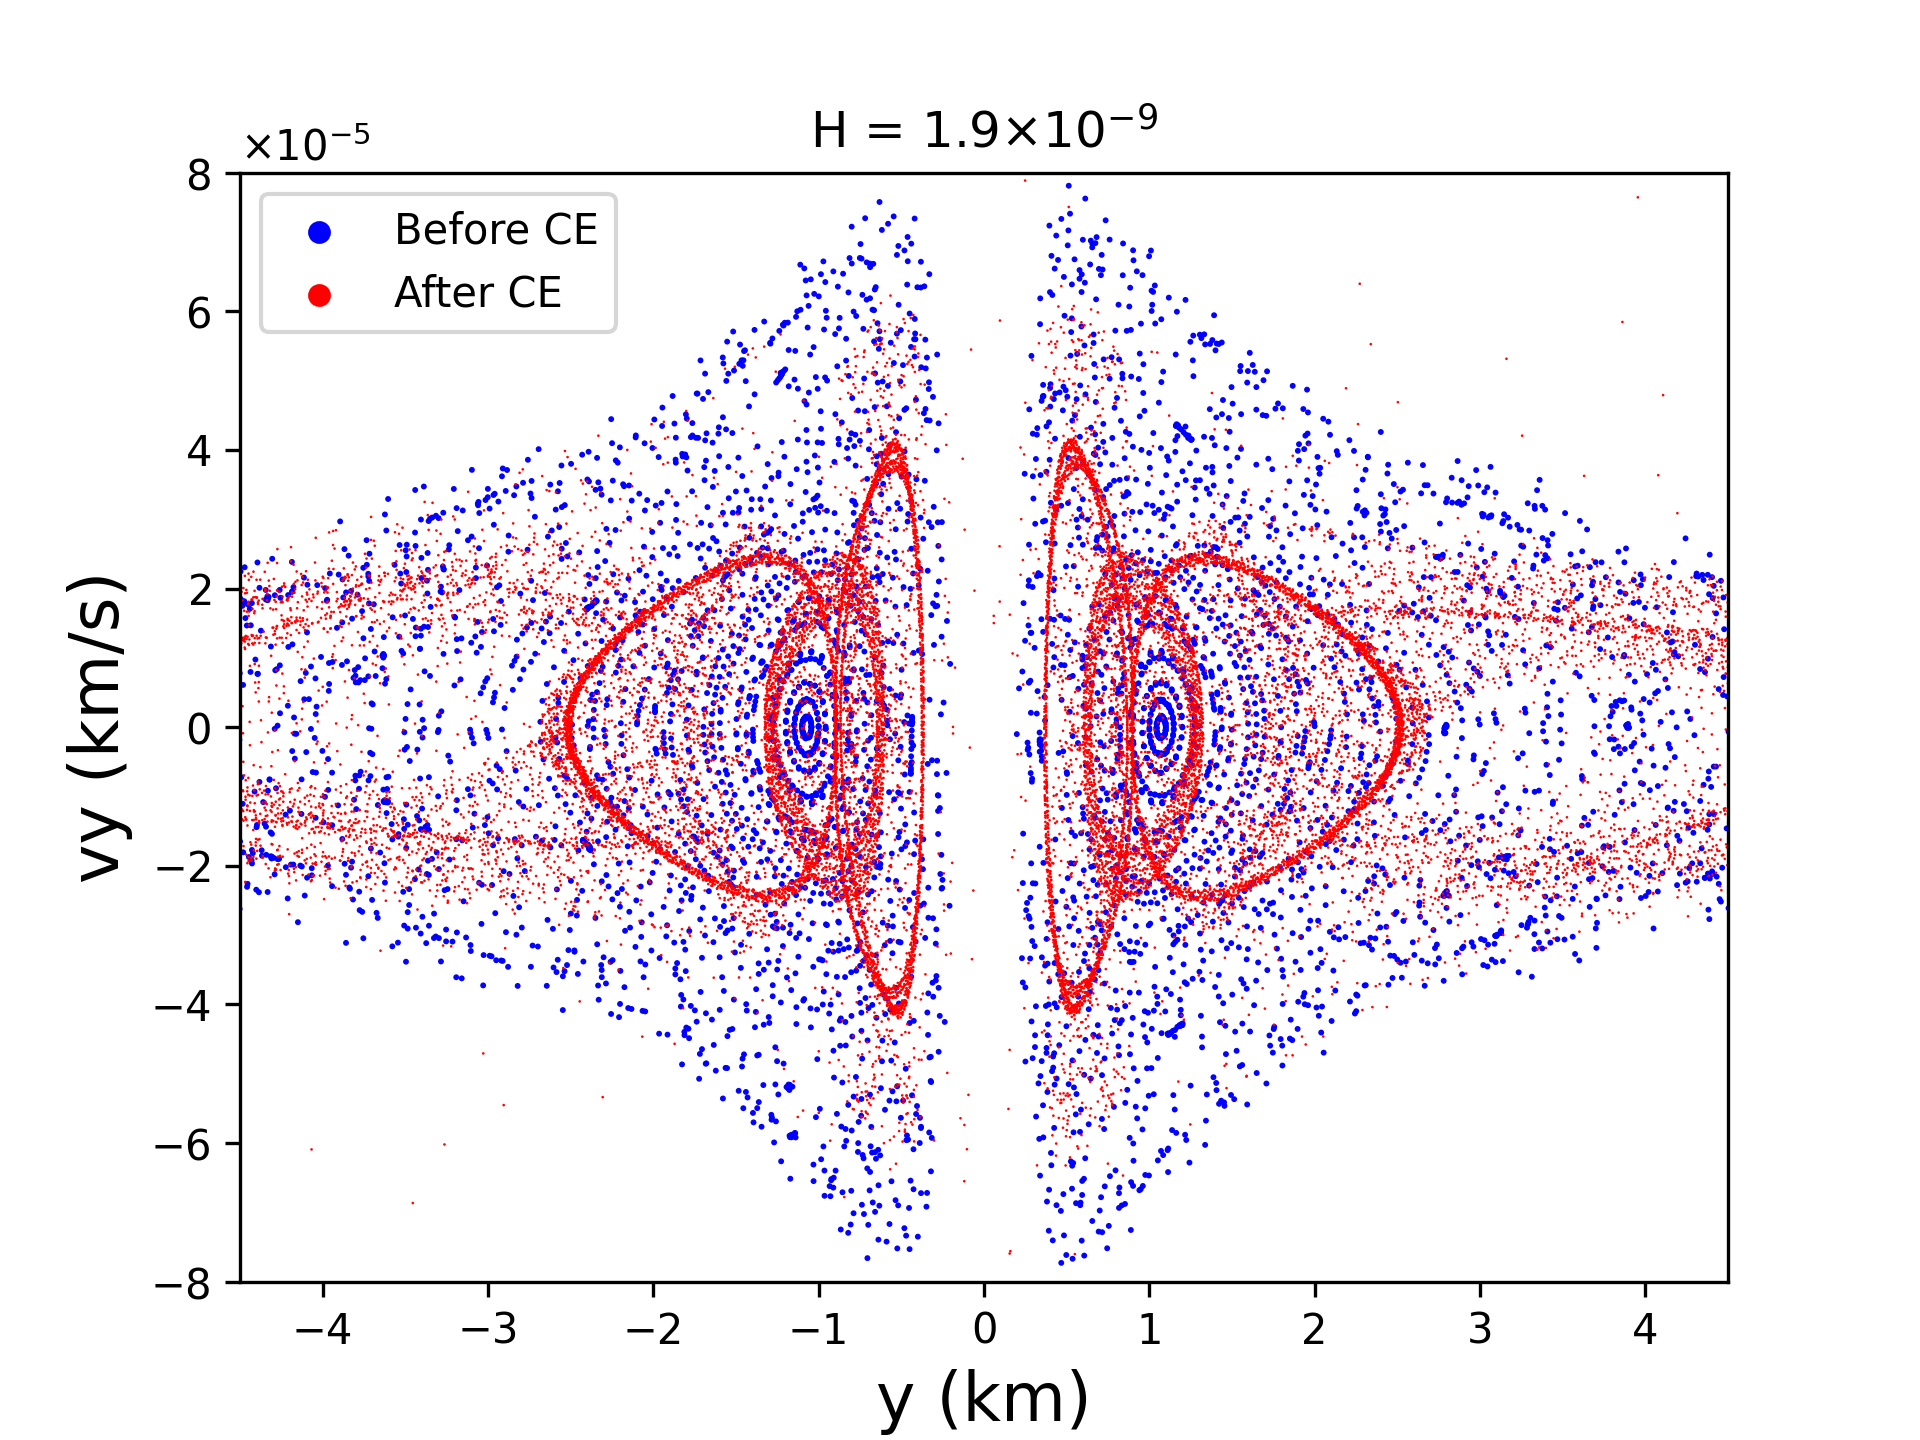 H = 1.9×10⁻⁹
×10⁻⁵
Before CE
After CE
8
6
4
2
0
−2
−4
−6
−8
vy (km/s)
−4 −3 −2 −1 0 1 2 3 4
y (km)